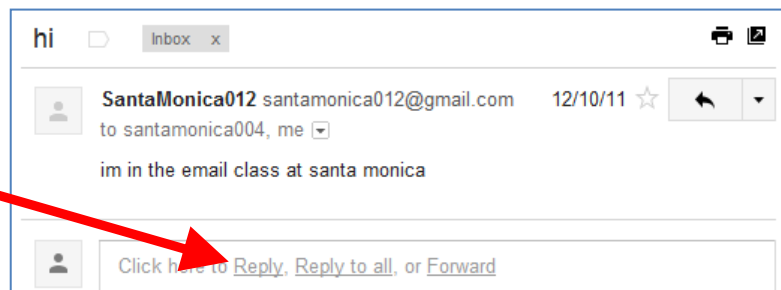 hi Inbox x
SantaMonica012 santamonica012@gmail.com 12/10/11
to santamonica004, me
im in the email class at santa monica
Click here to Reply, Reply to all, or Forward